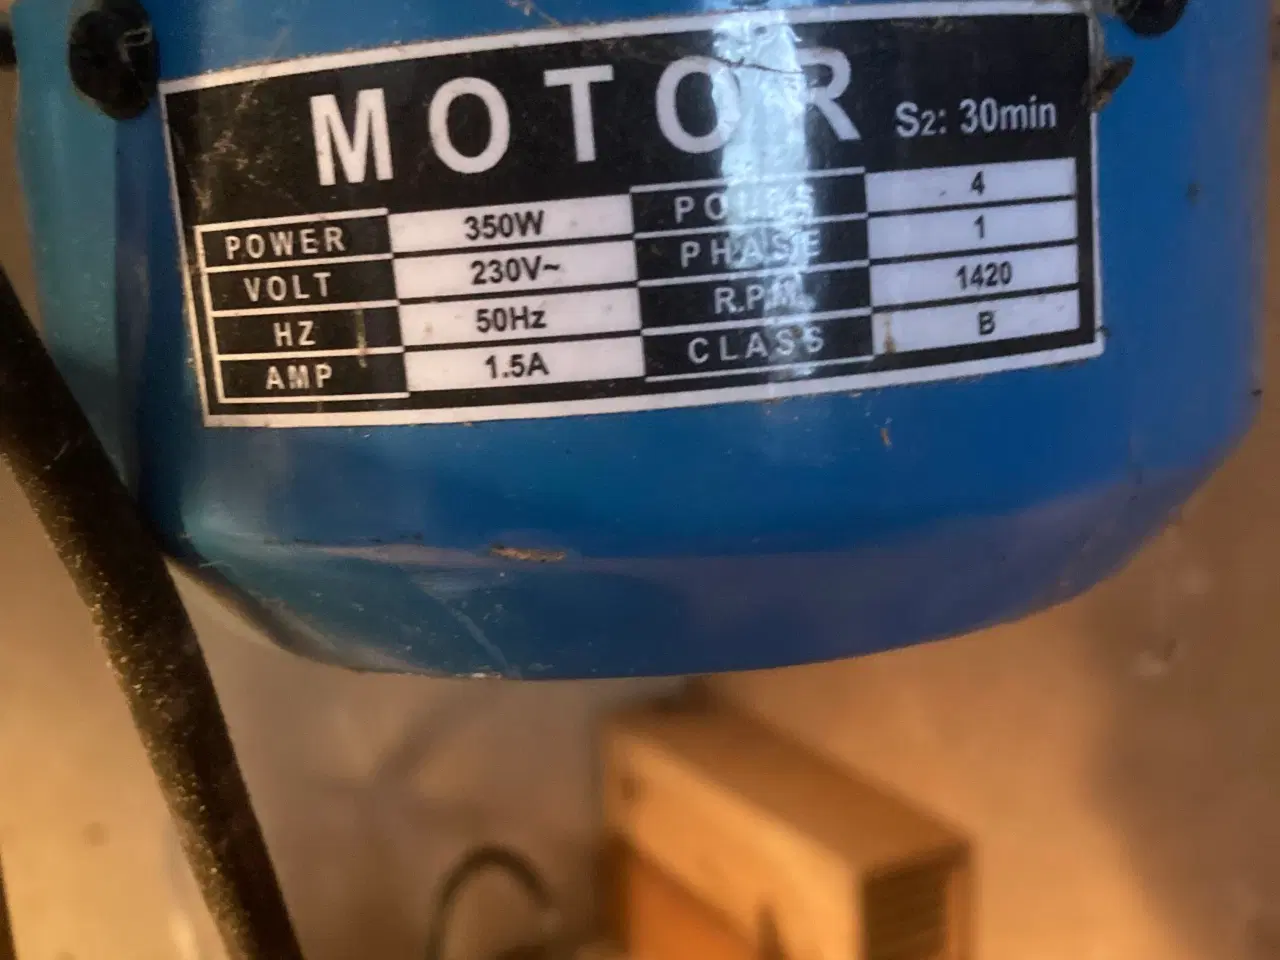 MOTOR S2: 30min
POWER 350W POLES 4
VOLT 230V~ PHASE 1
HZ 50Hz R.P.M. 1420
AMP 1.5A CLASS B